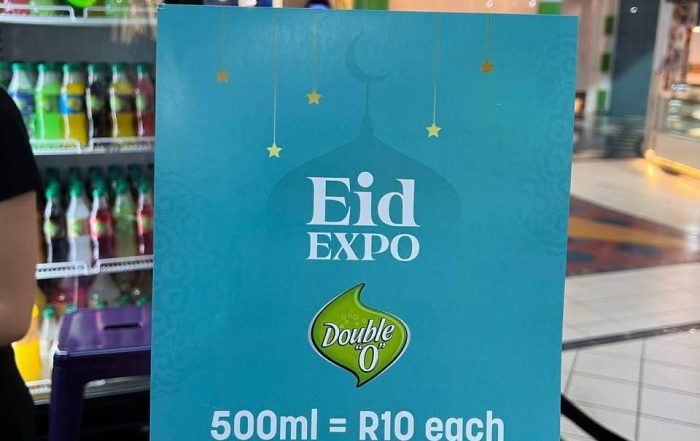 Eid
EXPO
Double
"O"
500ml = R10 each